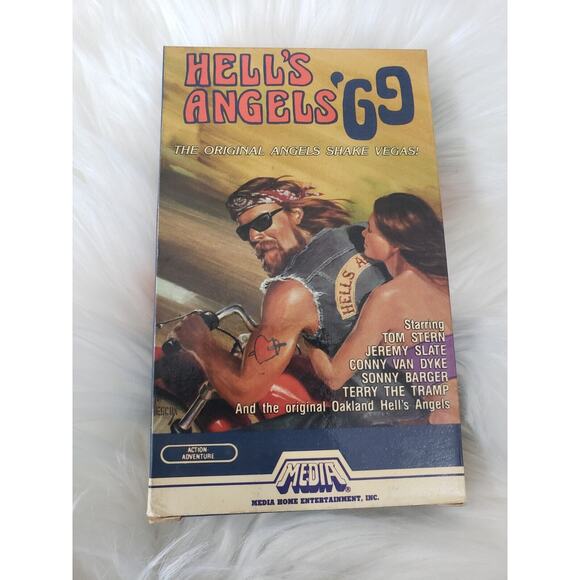 HELL'S
ANGELS '69
THE ORIGINAL ANGELS SHAKE VEGAS!
HELLS A
Starring
TOM STERN
JEREMY SLATE
CONNY VAN DYKE
SONNY BARGER
TERRY THE TRAMP
And the original Oakland Hell's Angels
ACTION
ADVENTURE
MEDIA®
MEDIA HOME ENTERTAINMENT, INC.